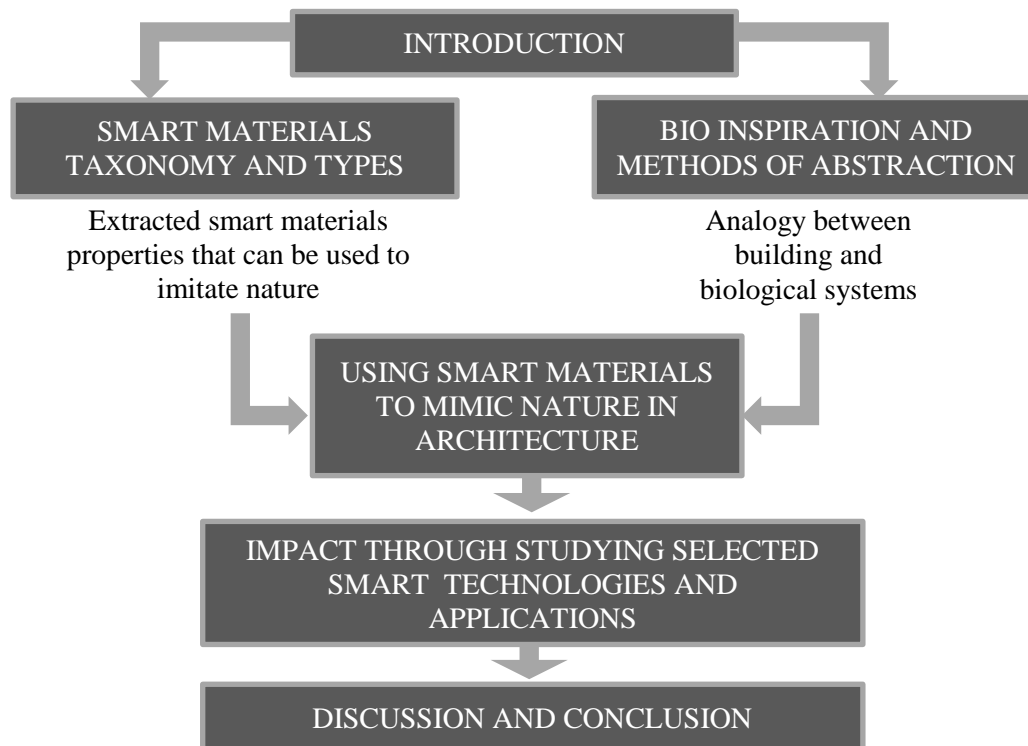 INTRODUCTION
SMART MATERIALS
TAXONOMY AND TYPES
BIO INSPIRATION AND
METHODS OF ABSTRACTION
Extracted smart materials
properties that can be used to
imitate nature
Analogy between
building and
biological systems
USING SMART MATERIALS
TO MIMIC NATURE IN
ARCHITECTURE
IMPACT THROUGH STUDYING SELECTED
SMART TECHNOLOGIES AND
APPLICATIONS
DISCUSSION AND CONCLUSION